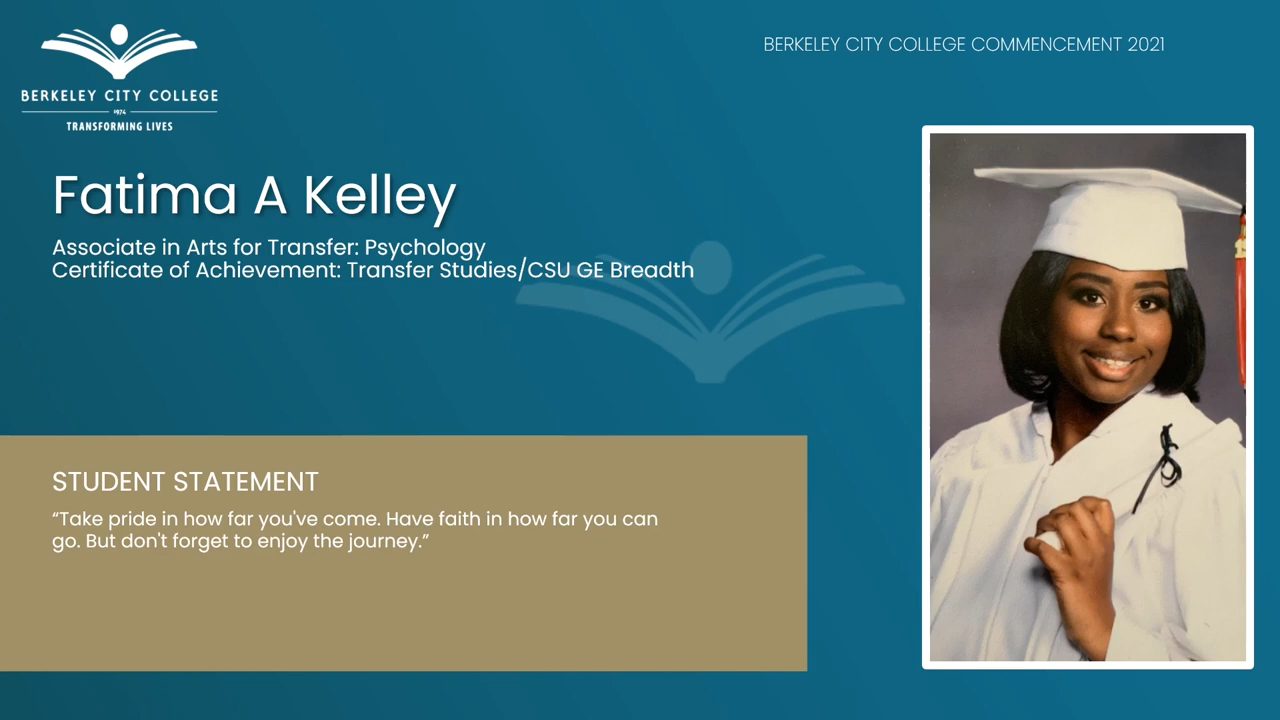 BERKELEY CITY COLLEGE
1974
TRANSFORMING LIVES
BERKELEY CITY COLLEGE COMMENCEMENT 2021
Fatima A Kelley
Associate in Arts for Transfer: Psychology
Certificate of Achievement: Transfer Studies/CSU GE Breadth
STUDENT STATEMENT
“Take pride in how far you've come. Have faith in how far you can
go. But don't forget to enjoy the journey.”